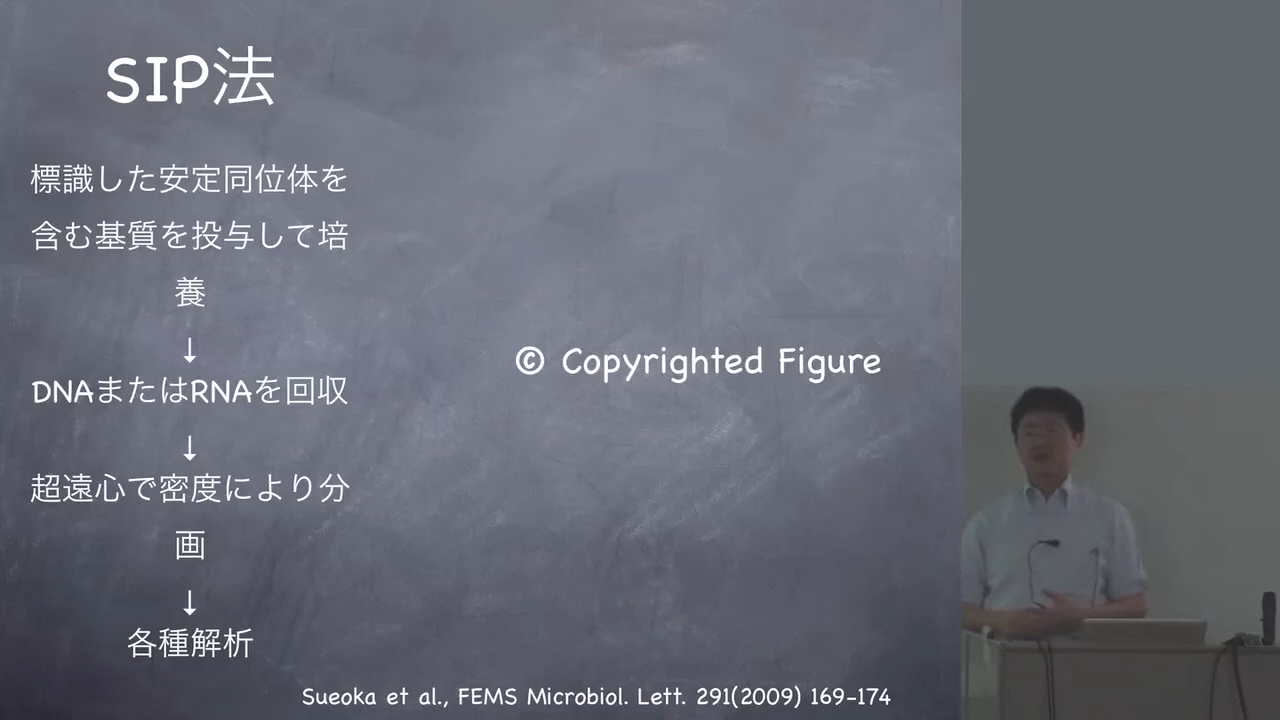 SIP法
標識した安定同位体を
含む基質を投与して培
養
↓
DNAまたはRNAを回収
↓
超遠心で密度により分
画
↓
各種解析
© Copyrighted Figure
Sueoka et al., FEMS Microbiol. Lett. 291(2009) 169-174